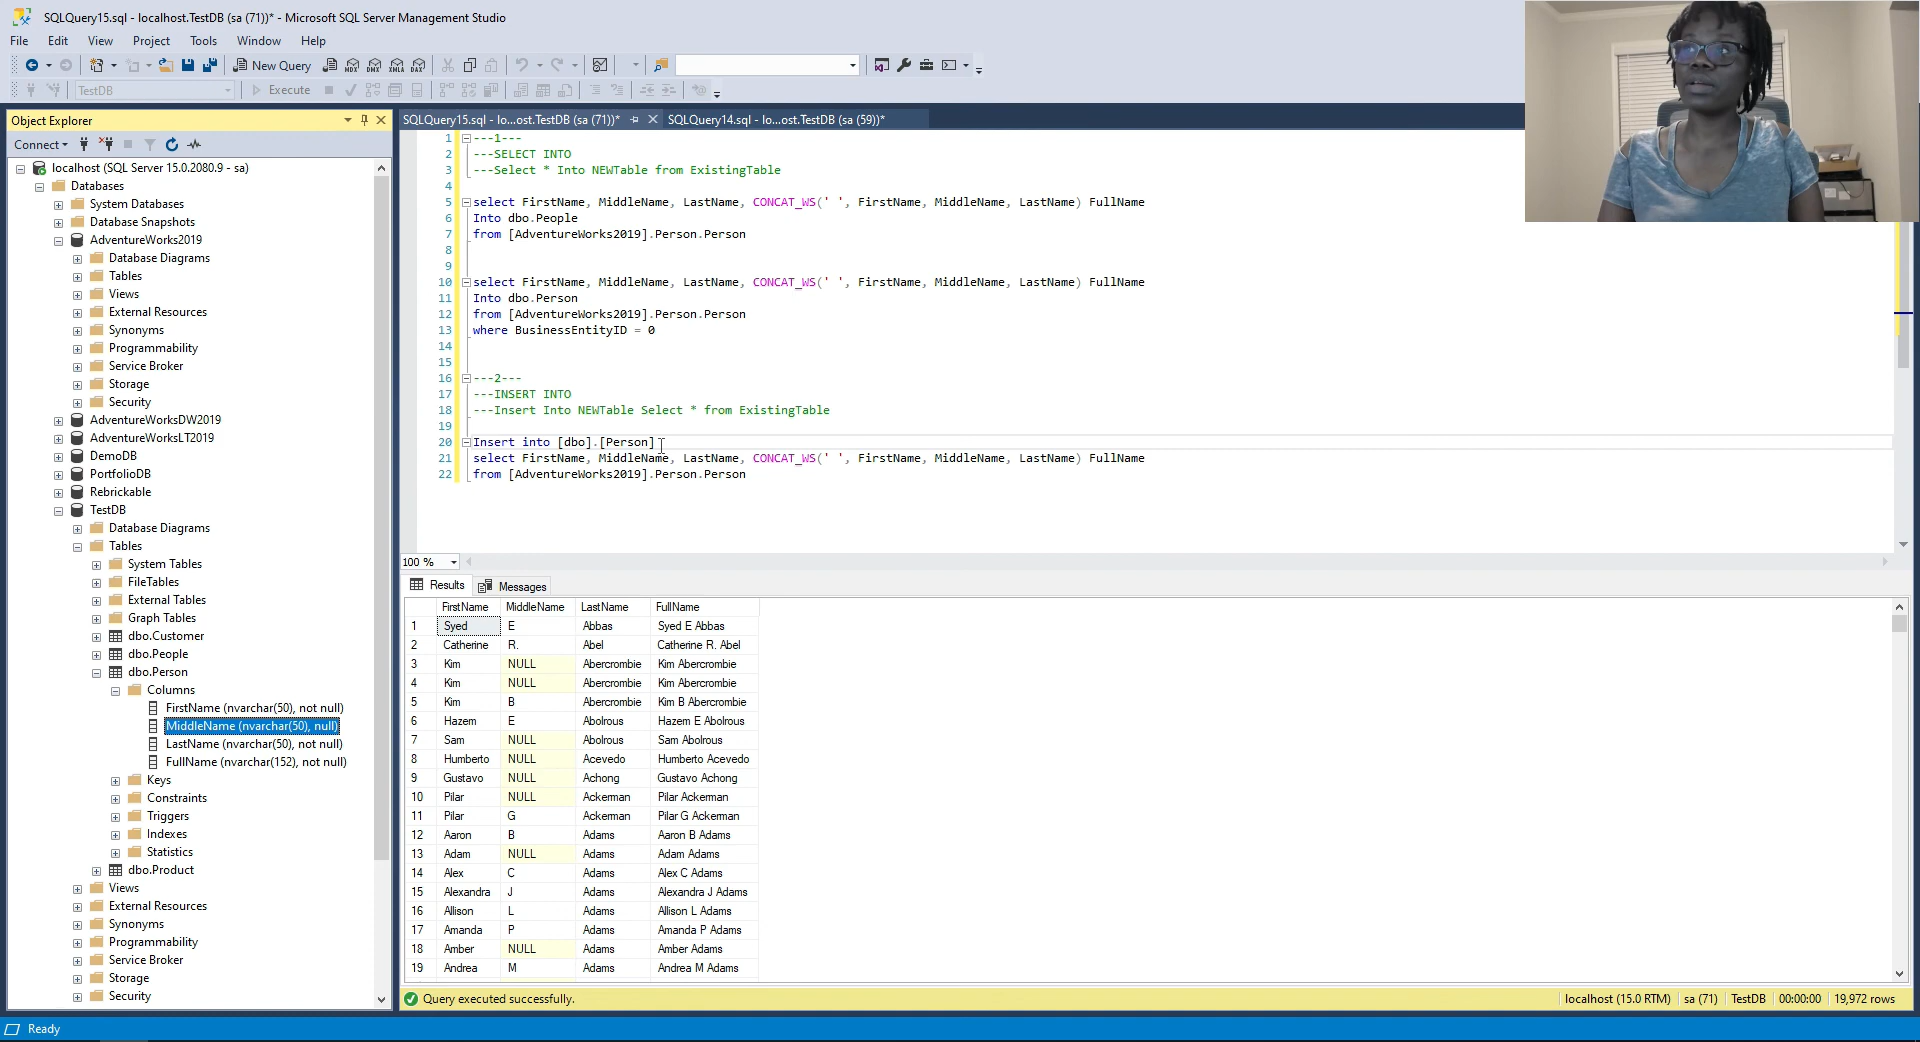 SQLQuery15.sql - localhost.TestDB (sa (71))* - Microsoft SQL Server Management Studio
File Edit View Project Tools Window Help
New Query MDX DMX XMLA DAX
TestDB Execute
Object Explorer
Connect
localhost (SQL Server 15.0.2080.9 - sa)
Databases
System Databases
Database Snapshots
AdventureWorks2019
Database Diagrams
Tables
Views
External Resources
Synonyms
Programmability
Service Broker
Storage
Security
AdventureWorksDW2019
AdventureWorksLT2019
DemoDB
PortfolioDB
Rebrickable
TestDB
Database Diagrams
Tables
System Tables
FileTables
External Tables
Graph Tables
dbo.Customer
dbo.People
dbo.Person
Columns
FirstName (nvarchar(50), not null)
MiddleName (nvarchar(50), null)
LastName (nvarchar(50), not null)
FullName (nvarchar(152), not null)
Keys
Constraints
Triggers
Indexes
Statistics
dbo.Product
Views
External Resources
Synonyms
Programmability
Service Broker
Storage
Security
SQLQuery15.sql - lo...ost.TestDB (sa (71))* SQLQuery14.sql - lo...ost.TestDB (sa (59))*
1 ---1---
2 ---SELECT INTO
3 ---Select * Into NEWTable from ExistingTable
4
5 select FirstName, MiddleName, LastName, CONCAT_WS(' ', FirstName, MiddleName, LastName) FullName
6 Into dbo.People
7 from [AdventureWorks2019].Person.Person
8
9
10 select FirstName, MiddleName, LastName, CONCAT_WS(' ', FirstName, MiddleName, LastName) FullName
11 Into dbo.Person
12 from [AdventureWorks2019].Person.Person
13 where BusinessEntityID = 0
14
15
16 ---2---
17 ---INSERT INTO
18 ---Insert Into NEWTable Select * from ExistingTable
19
20 Insert into [dbo].[Person]
21 select FirstName, MiddleName, LastName, CONCAT_WS(' ', FirstName, MiddleName, LastName) FullName
22 from [AdventureWorks2019].Person.Person
100 %
Results Messages
FirstName MiddleName LastName FullName
1 Syed E Abbas Syed E Abbas
2 Catherine R. Abel Catherine R. Abel
3 Kim NULL Abercrombie Kim Abercrombie
4 Kim NULL Abercrombie Kim Abercrombie
5 Kim B Abercrombie Kim B Abercrombie
6 Hazem E Abolrous Hazem E Abolrous
7 Sam NULL Abolrous Sam Abolrous
8 Humberto NULL Acevedo Humberto Acevedo
9 Gustavo NULL Achong Gustavo Achong
10 Pilar NULL Ackerman Pilar Ackerman
11 Pilar G Ackerman Pilar G Ackerman
12 Aaron B Adams Aaron B Adams
13 Adam NULL Adams Adam Adams
14 Alex C Adams Alex C Adams
15 Alexandra J Adams Alexandra J Adams
16 Allison L Adams Allison L Adams
17 Amanda P Adams Amanda P Adams
18 Amber NULL Adams Amber Adams
19 Andrea M Adams Andrea M Adams
Query executed successfully. localhost (15.0 RTM) sa (71) TestDB 00:00:00 19,972 rows
Ready